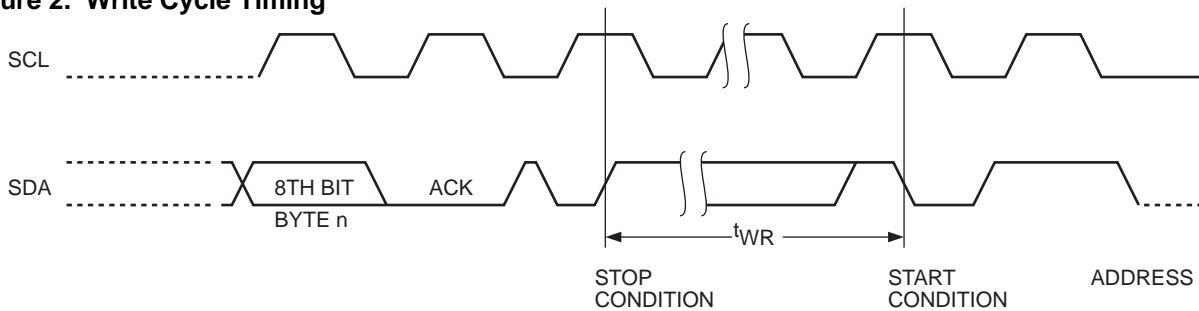 ure 2. Write Cycle Timing
SCL
SDA
8TH BIT
ACK
BYTE n
tWR
STOP
CONDITION
START
CONDITION
ADDRESS